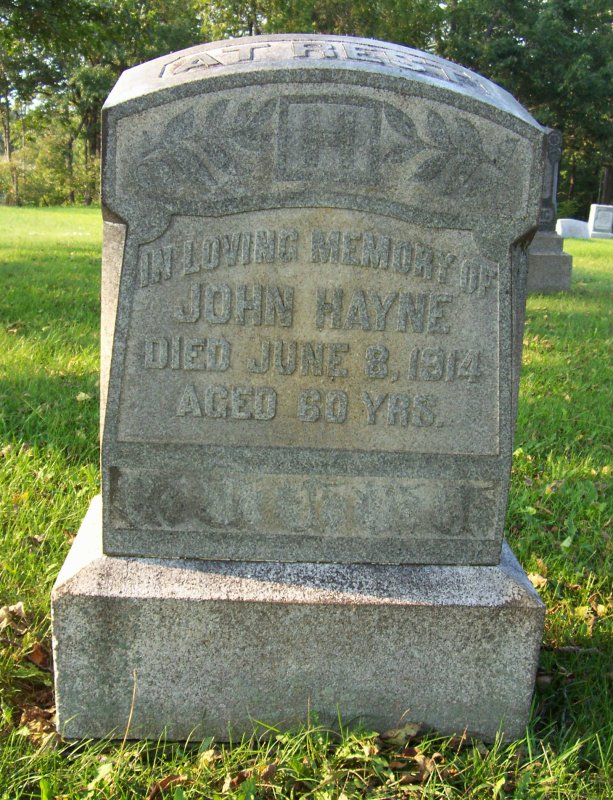 AT REST
H
IN LOVING MEMORY OF
JOHN HAYNE
DIED JUNE 8, 1914
AGED 60 YRS.